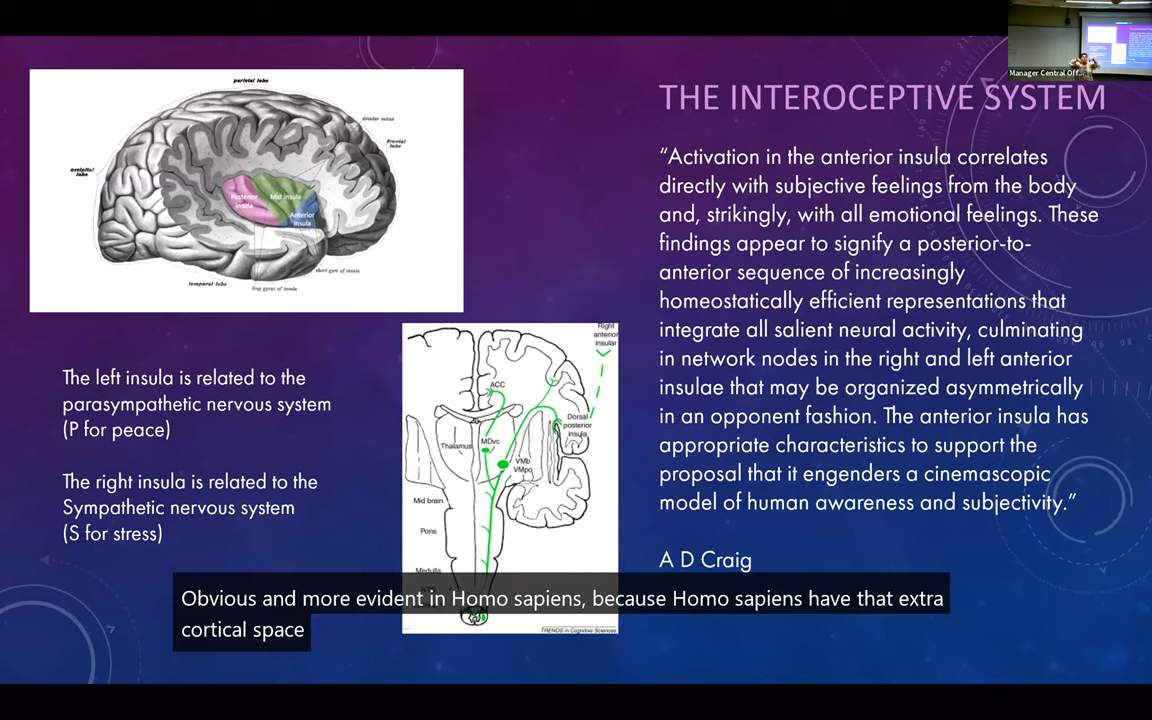 Manager Central Off...
THE INTEROCEPTIVE SYSTEM
parietal lobe
circular sulcus
frontal
lobe
occipital
lobe
Posterior
insula
Mid insula
Anterior
insula
short gyri of insula
temporal lobe
long gyrus of insula
"Activation in the anterior insula correlates
directly with subjective feelings from the body
and, strikingly, with all emotional feelings. These
findings appear to signify a posterior-to-
anterior sequence of increasingly
homeostatically efficient representations that
integrate all salient neural activity, culminating
in network nodes in the right and left anterior
insulae that may be organized asymmetrically
in an opponent fashion. The anterior insula has
appropriate characteristics to support the
proposal that it engenders a cinemascopic
model of human awareness and subjectivity."
A D Craig
The left insula is related to the
parasympathetic nervous system
(P for peace)
The right insula is related to the
Sympathetic nervous system
(S for stress)
Right
anterior
insular
ACC
Dorsal
posterior
insula
Thalamus
MDvc
VMb
VMpo
Mid brain
Pons
Medulla
TRENDS in Cognitive Sciences
Obvious and more evident in Homo sapiens, because Homo sapiens have that extra
cortical space